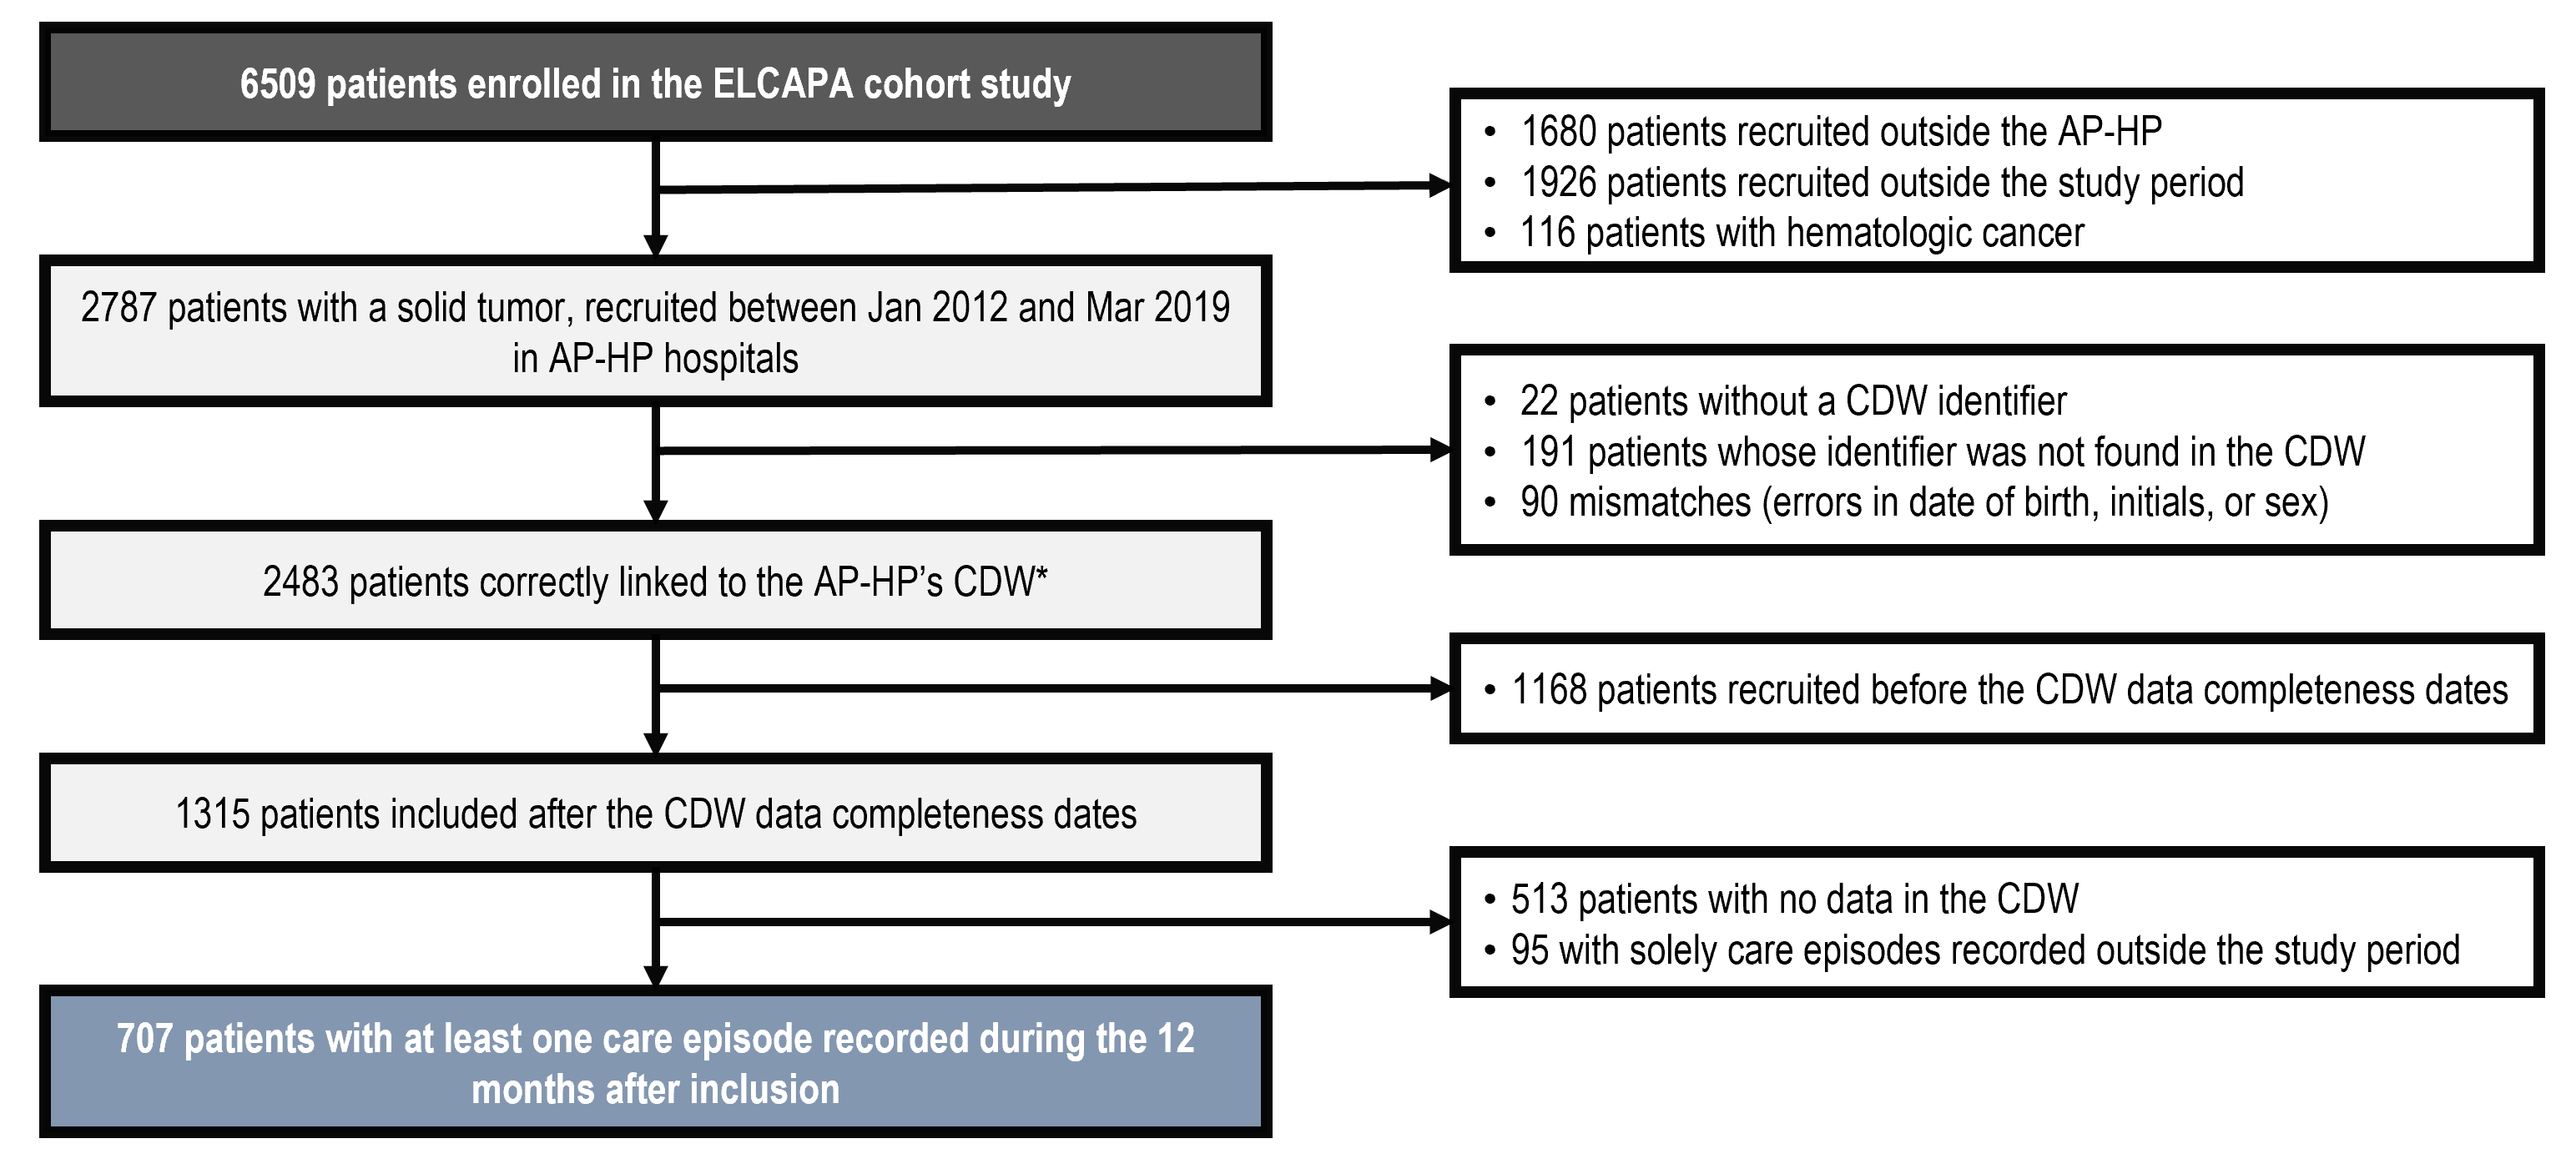 6509 patients enrolled in the ELCAPA cohort study
• 1680 patients recruited outside the AP-HP
• 1926 patients recruited outside the study period
• 116 patients with hematologic cancer
2787 patients with a solid tumor, recruited between Jan 2012 and Mar 2019
in AP-HP hospitals
• 22 patients without a CDW identifier
• 191 patients whose identifier was not found in the CDW
• 90 mismatches (errors in date of birth, initials, or sex)
2483 patients correctly linked to the AP-HP’s CDW*
• 1168 patients recruited before the CDW data completeness dates
1315 patients included after the CDW data completeness dates
• 513 patients with no data in the CDW
• 95 with solely care episodes recorded outside the study period
707 patients with at least one care episode recorded during the 12
months after inclusion